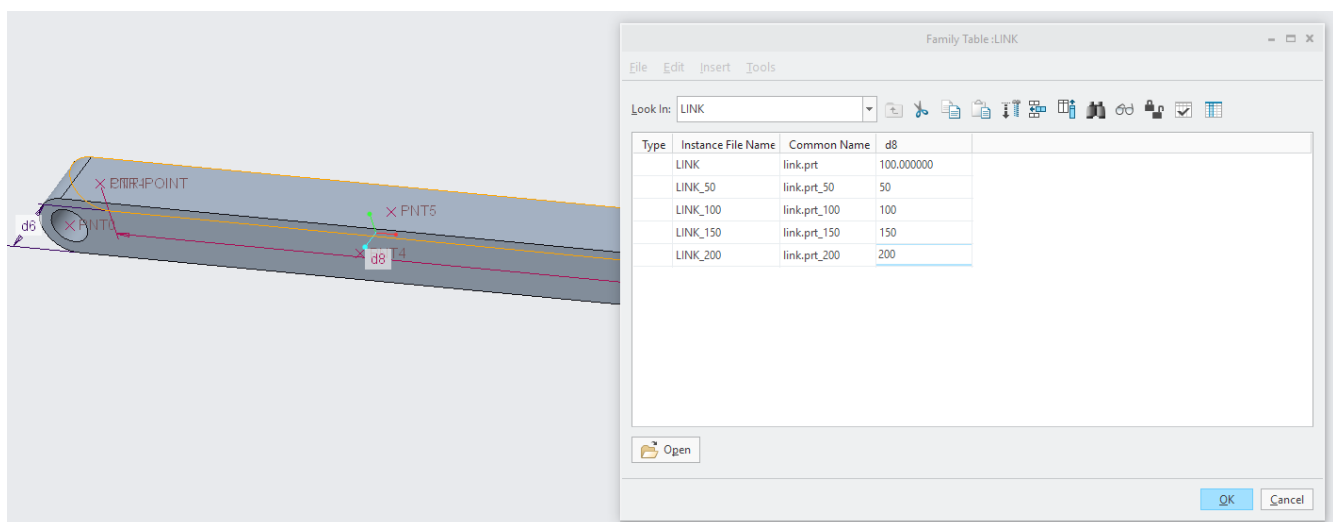 Family Table :LINK
File Edit Insert Tools
Look In: LINK
Type Instance File Name Common Name d8
LINK link.prt 100.000000
LINK_50 link.prt_50 50
LINK_100 link.prt_100 100
LINK_150 link.prt_150 150
LINK_200 link.prt_200 200
Open
OK Cancel
PNT5
d6
d8